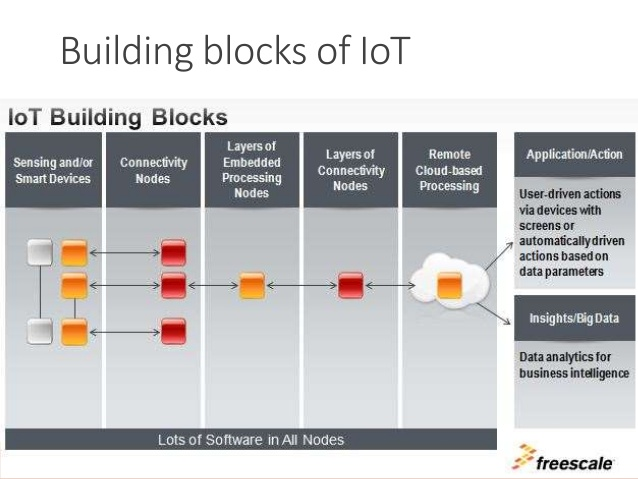 Building blocks of IoT
IoT Building Blocks
Sensing and/or
Smart Devices
Connectivity
Nodes
Layers of
Embedded
Processing
Nodes
Layers of
Connectivity
Nodes
Remote
Cloud-based
Processing
Application/Action
User-driven actions
via devices with
screens or
automatically driven
actions based on
data parameters
Insights/Big Data
Data analytics for
business intelligence
Lots of Software in All Nodes
freescale